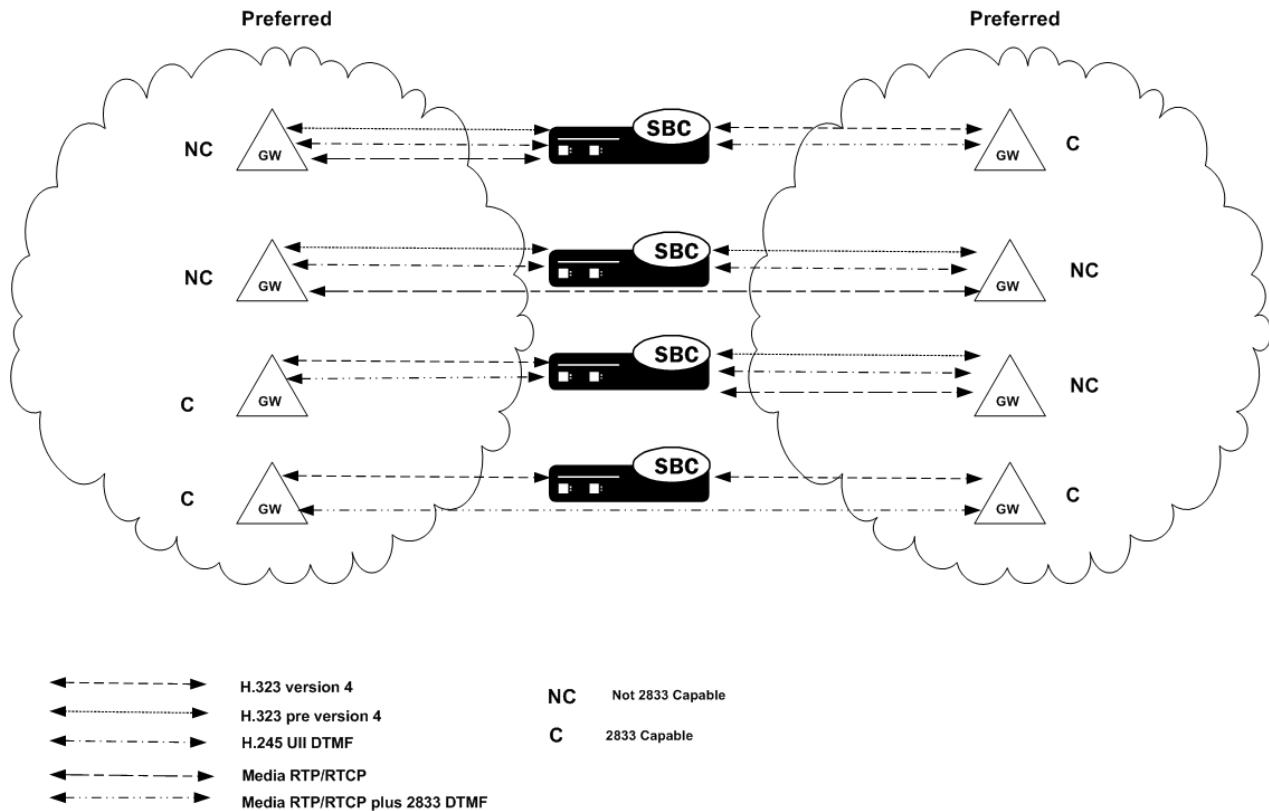 Preferred
Preferred
SBC
NC
GW
GW
C
SBC
NC
GW
GW
NC
SBC
C
GW
GW
NC
SBC
C
GW
GW
C
H.323 version 4
NC
Not 2833 Capable
H.323 pre version 4
C
2833 Capable
H.245 UII DTMF
Media RTP/RTCP
Media RTP/RTCP plus 2833 DTMF